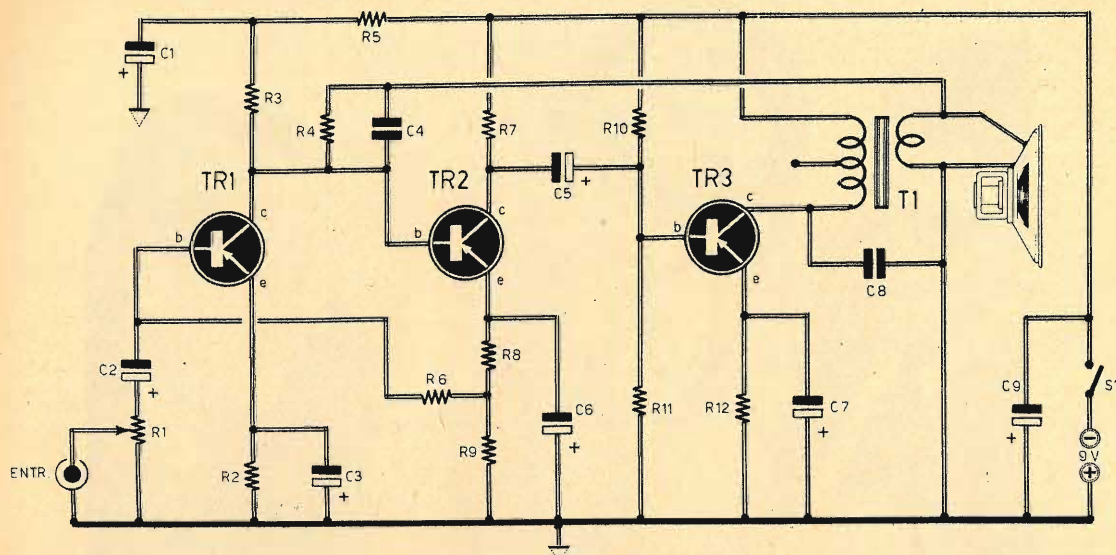 C1
+
R5
R3
R4
C4
R7
R10
C5
+
TR1
TR2
TR3
T1
c
b
e
c
b
e
c
b
e
C8
C2
+
R6
R8
R1
R9
C6
+
R11
R12
C7
+
C9
+
S1
ENTR.
R2
C3
+
−
9V
+